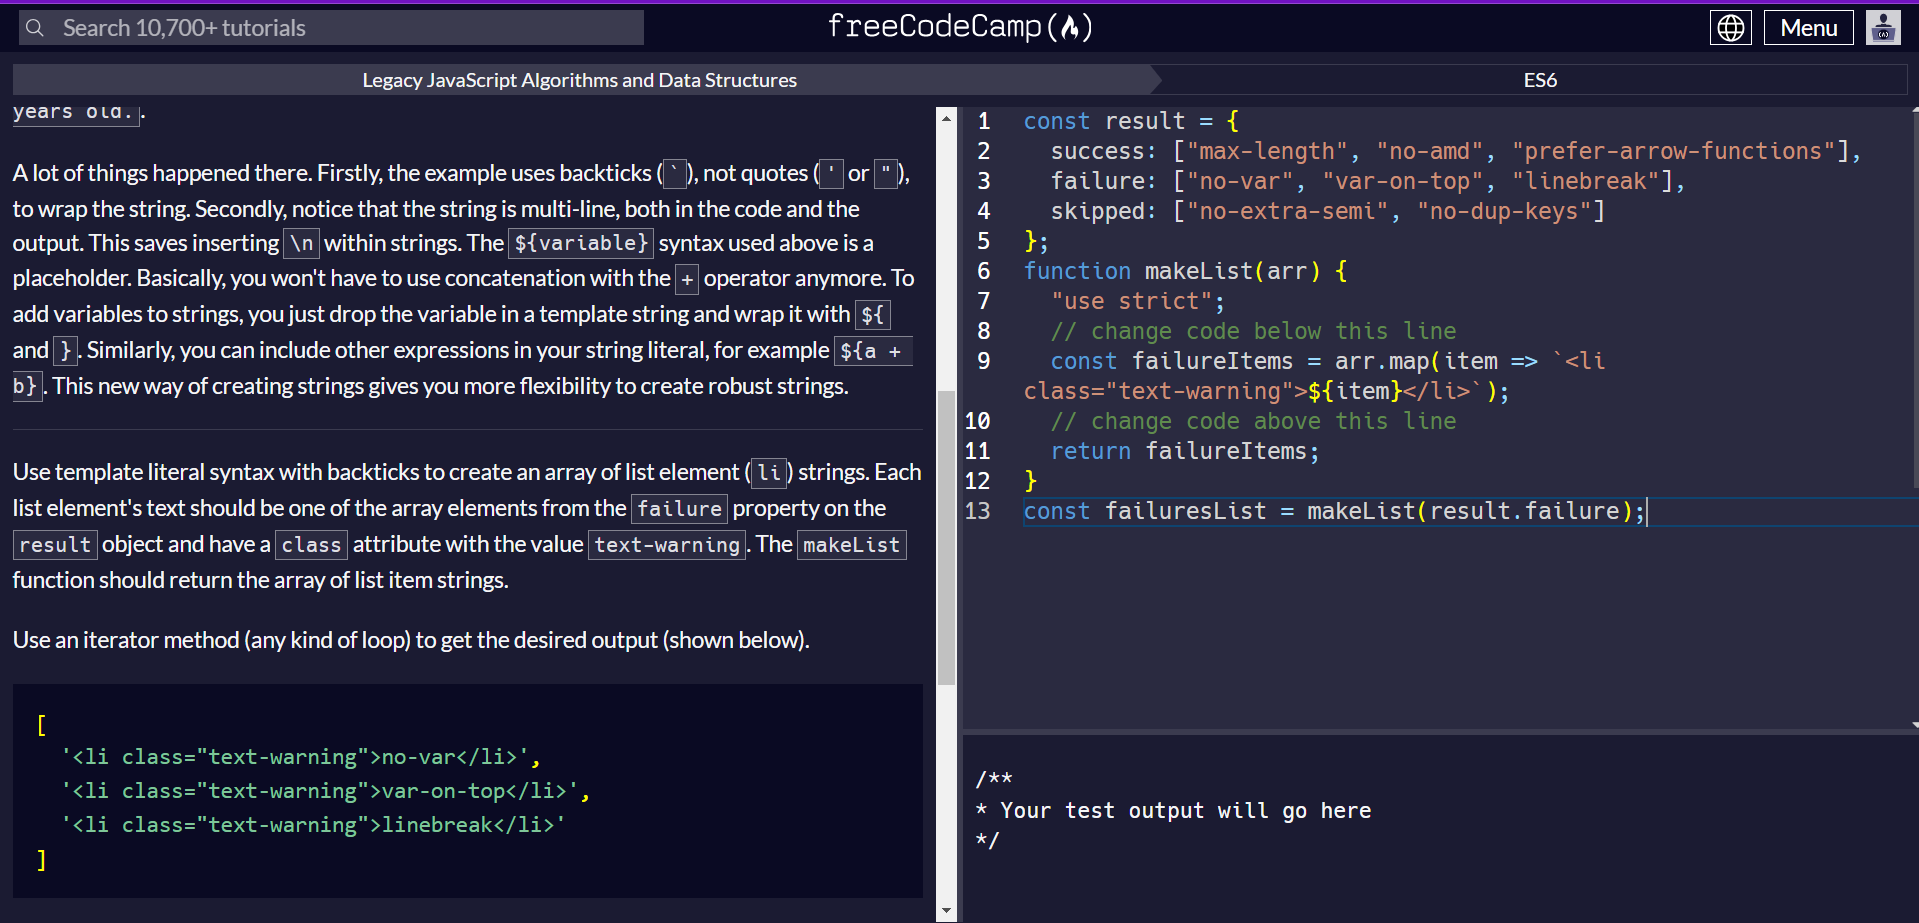 Search 10,700+ tutorials
freeCodeCamp(🔥)
Menu
Legacy JavaScript Algorithms and Data Structures
ES6
years old. .
A lot of things happened there. Firstly, the example uses backticks (`), not quotes (' or "),
to wrap the string. Secondly, notice that the string is multi-line, both in the code and the
output. This saves inserting \n within strings. The ${variable} syntax used above is a
placeholder. Basically, you won't have to use concatenation with the + operator anymore. To
add variables to strings, you just drop the variable in a template string and wrap it with ${
and }. Similarly, you can include other expressions in your string literal, for example ${a +
b}. This new way of creating strings gives you more flexibility to create robust strings.
Use template literal syntax with backticks to create an array of list element (li) strings. Each
list element's text should be one of the array elements from the failure property on the
result object and have a class attribute with the value text-warning. The makeList
function should return the array of list item strings.
Use an iterator method (any kind of loop) to get the desired output (shown below).
[
'<li class="text-warning">no-var</li>',
'<li class="text-warning">var-on-top</li>',
'<li class="text-warning">linebreak</li>'
]
1 const result = {
2 success: ["max-length", "no-amd", "prefer-arrow-functions"],
3 failure: ["no-var", "var-on-top", "linebreak"],
4 skipped: ["no-extra-semi", "no-dup-keys"]
5 };
6 function makeList(arr) {
7 "use strict";
8 // change code below this line
9 const failureItems = arr.map(item => `<li
class="text-warning">${item}</li>`);
10 // change code above this line
11 return failureItems;
12 }
13 const failuresList = makeList(result.failure);
/**
* Your test output will go here
*/